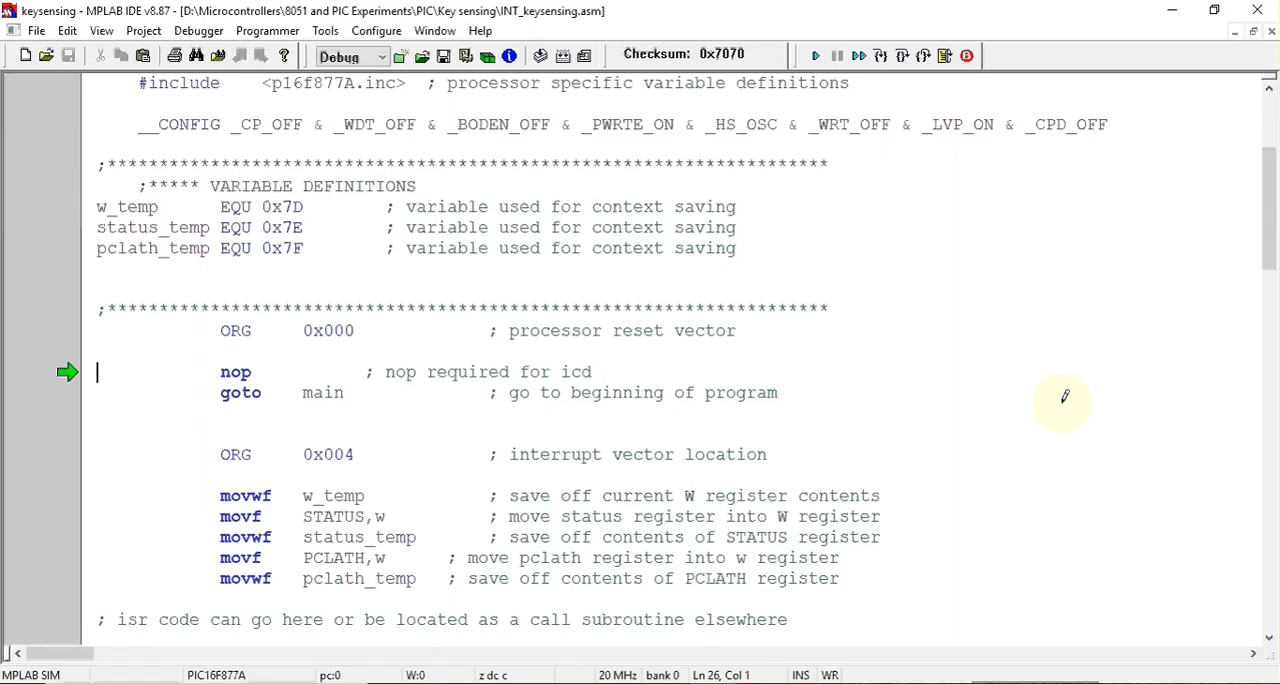 keysensing - MPLAB IDE v8.87 - [D:\Microcontrollers\8051 and PIC Experiments\PIC\Key sensing\INT_keysensing.asm]
File Edit View Project Debugger Programmer Tools Configure Window Help
Debug Checksum: 0x7070
#include <p16f877A.inc> ; processor specific variable definitions
__CONFIG _CP_OFF & _WDT_OFF & _BODEN_OFF & _PWRTE_ON & _HS_OSC & _WRT_OFF & _LVP_ON & _CPD_OFF
;**********************************************************************
;***** VARIABLE DEFINITIONS
w_temp EQU 0x7D ; variable used for context saving
status_temp EQU 0x7E ; variable used for context saving
pclath_temp EQU 0x7F ; variable used for context saving
;**********************************************************************
ORG 0x000 ; processor reset vector
nop ; nop required for icd
goto main ; go to beginning of program
ORG 0x004 ; interrupt vector location
movwf w_temp ; save off current W register contents
movf STATUS,w ; move status register into W register
movwf status_temp ; save off contents of STATUS register
movf PCLATH,w ; move pclath register into w register
movwf pclath_temp ; save off contents of PCLATH register
; isr code can go here or be located as a call subroutine elsewhere
MPLAB SIM PIC16F877A pc:0 W:0 z dc c 20 MHz bank 0 Ln 26, Col 1 INS WR